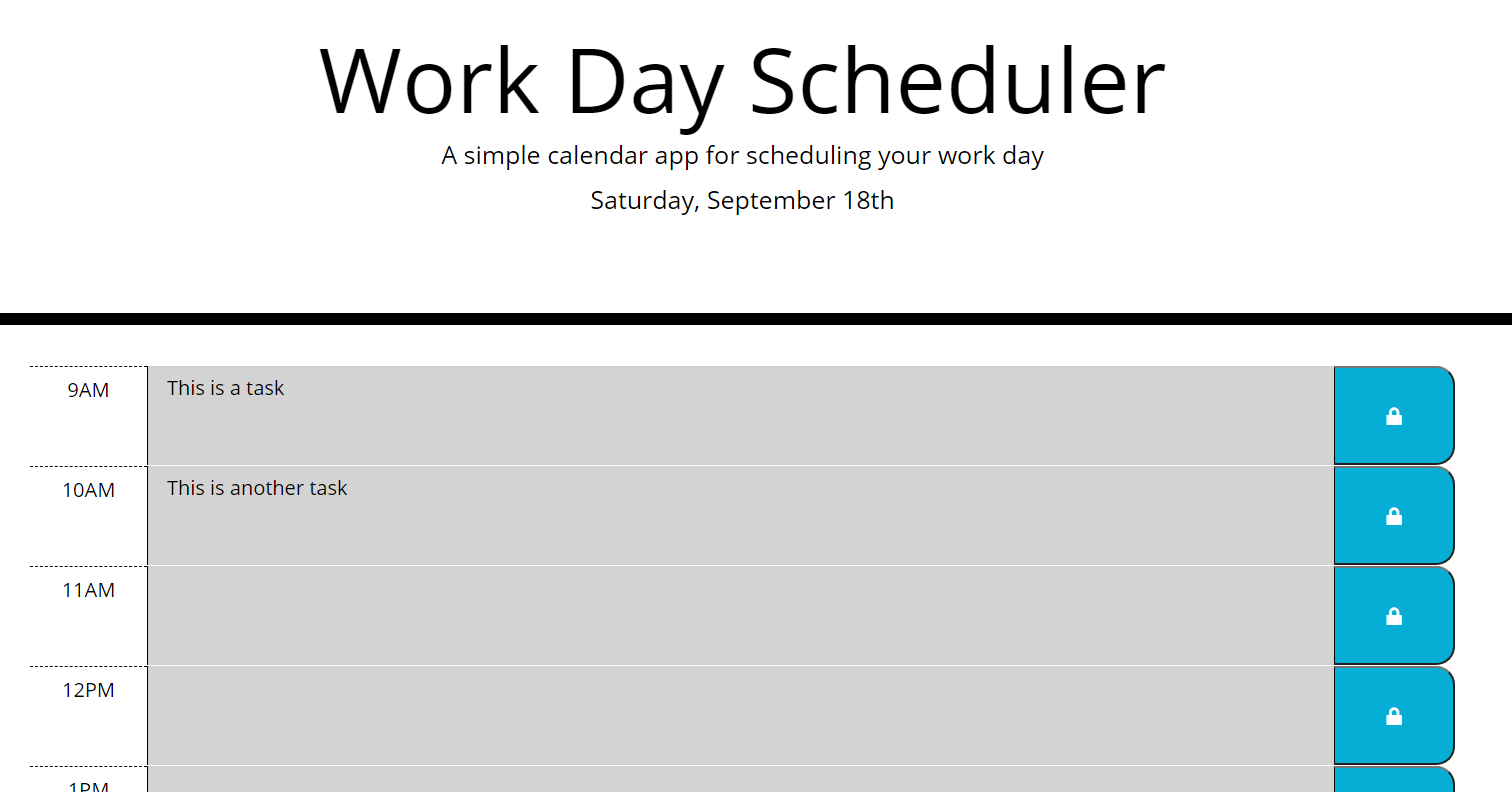 Work Day Scheduler
A simple calendar app for scheduling your work day
Saturday, September 18th
9AM
This is a task
10AM
This is another task
11AM
12PM
1PM